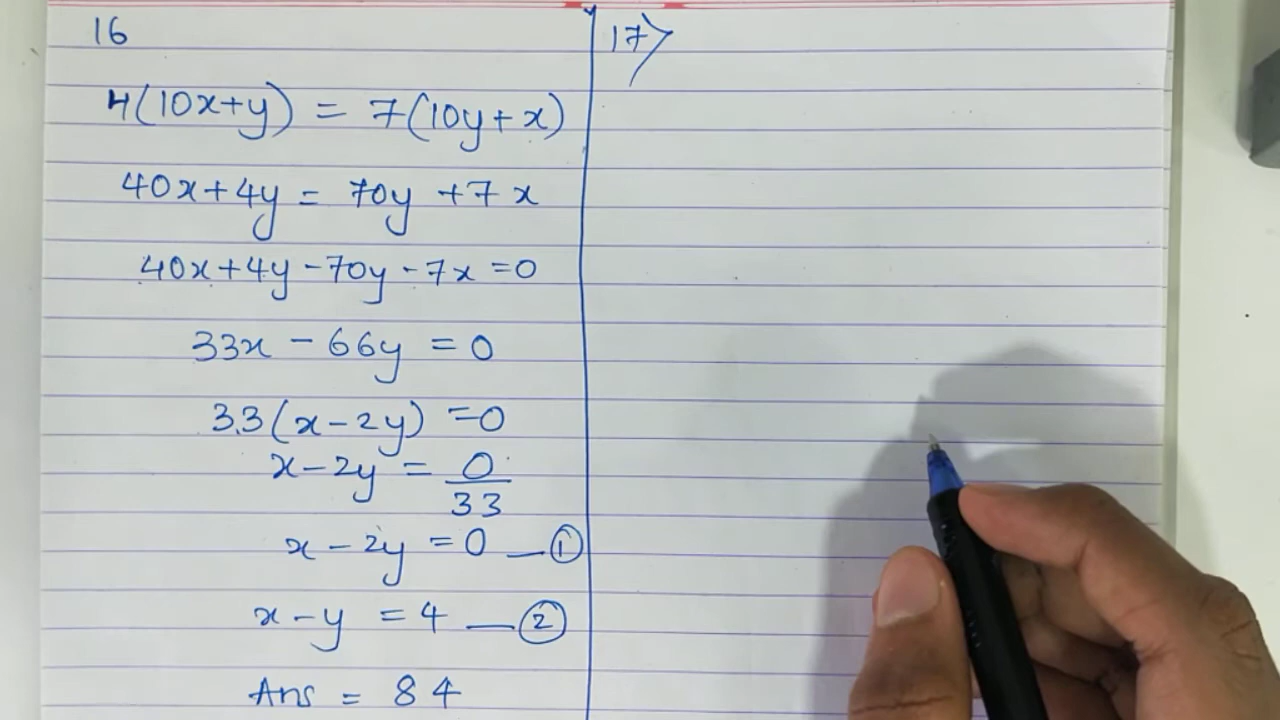 16
4(10x+y) = 7(10y+x)
40x+4y = 70y +7x
40x+4y-70y-7x=0
33x - 66y = 0
33(x-2y) =0
x-2y = 0/33
x-2y = 0 —①
x-y = 4 —②
Ans = 84
17>